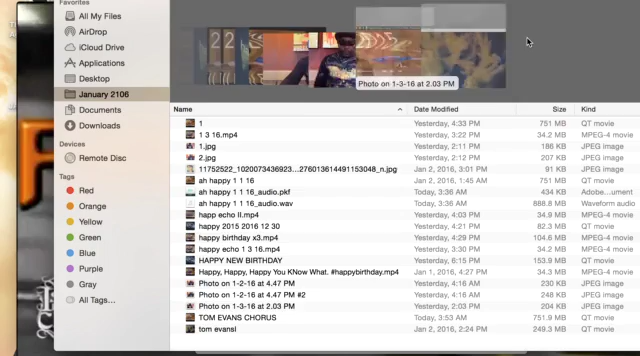 Favorites
All My Files
AirDrop
iCloud Drive
Applications
Desktop
January 2106
Documents
Downloads
Devices
Remote Disc
Tags
Red
Orange
Yellow
Green
Blue
Purple
Gray
All Tags...
Photo on 1-3-16 at 2.03 PM
Name Date Modified Size Kind
1 Yesterday, 4:33 PM 751 MB QT movie
1 3 16.mp4 Yesterday, 3:22 PM 34.2 MB MPEG-4 movie
1.jpg Yesterday, 2:11 PM 186 KB JPEG image
2.jpg Yesterday, 2:12 PM 207 KB JPEG image
11752522_1020073436923...276013614491153048_n.jpg Jan 2, 2016, 3:01 PM 91 KB JPEG image
ah happy 1 1 16 Jan 2, 2016, 1:45 AM 751 MB QT movie
ah happy 1 1 16_audio.pkf Today, 3:36 AM 434 KB Adobe...ument
ah happy 1 1 16_audio.wav Today, 3:36 AM 888.8 MB Waveform audio
happ echo II.mp4 Yesterday, 4:03 PM 34.9 MB MPEG-4 movie
happy 2015 2016 12 30 Yesterday, 4:21 PM 82.3 MB QT movie
happy birthday x3.mp4 Yesterday, 4:29 PM 104.6 MB MPEG-4 movie
happy echo 1 3 16.mp4 Yesterday, 3:30 PM 34.2 MB MPEG-4 movie
HAPPY NEW BIRTHDAY Yesterday, 6:15 PM 153.9 MB QT movie
Happy, Happy, Happy You KNow What. #happybirthday.mp4 Jan 1, 2016, 4:27 PM 34.3 MB MPEG-4 movie
Photo on 1-2-16 at 4.47 PM Yesterday, 4:16 AM 230 KB JPEG image
Photo on 1-2-16 at 4.47 PM #2 Yesterday, 4:16 AM 248 KB JPEG image
Photo on 1-3-16 at 2.03 PM Yesterday, 2:03 PM 204 KB JPEG image
TOM EVANS CHORUS Today, 3:53 AM 751.9 MB QT movie
tom evansl Jan 2, 2016, 2:24 PM 249.3 MB QT movie